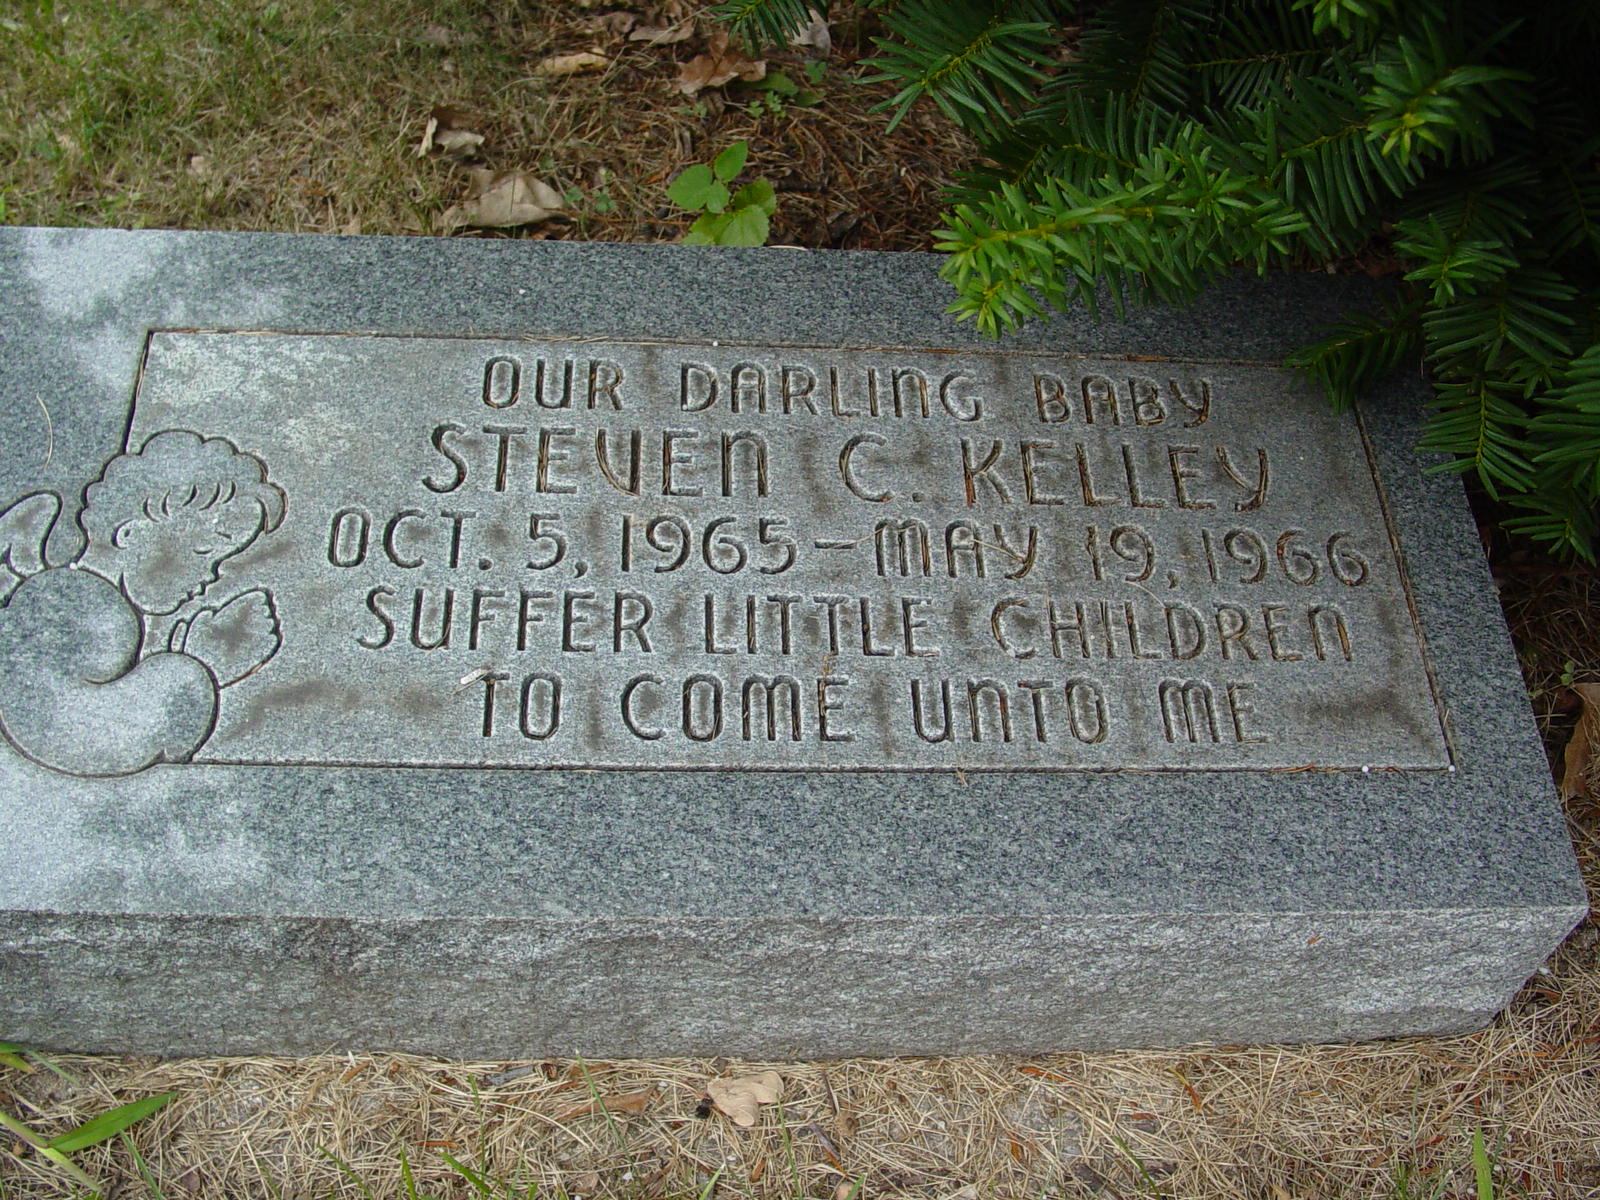 OUR DARLING BABY
STEVEN C. KELLEY
OCT. 5, 1965 – MAY 19, 1966
SUFFER LITTLE CHILDREN
TO COME UNTO ME